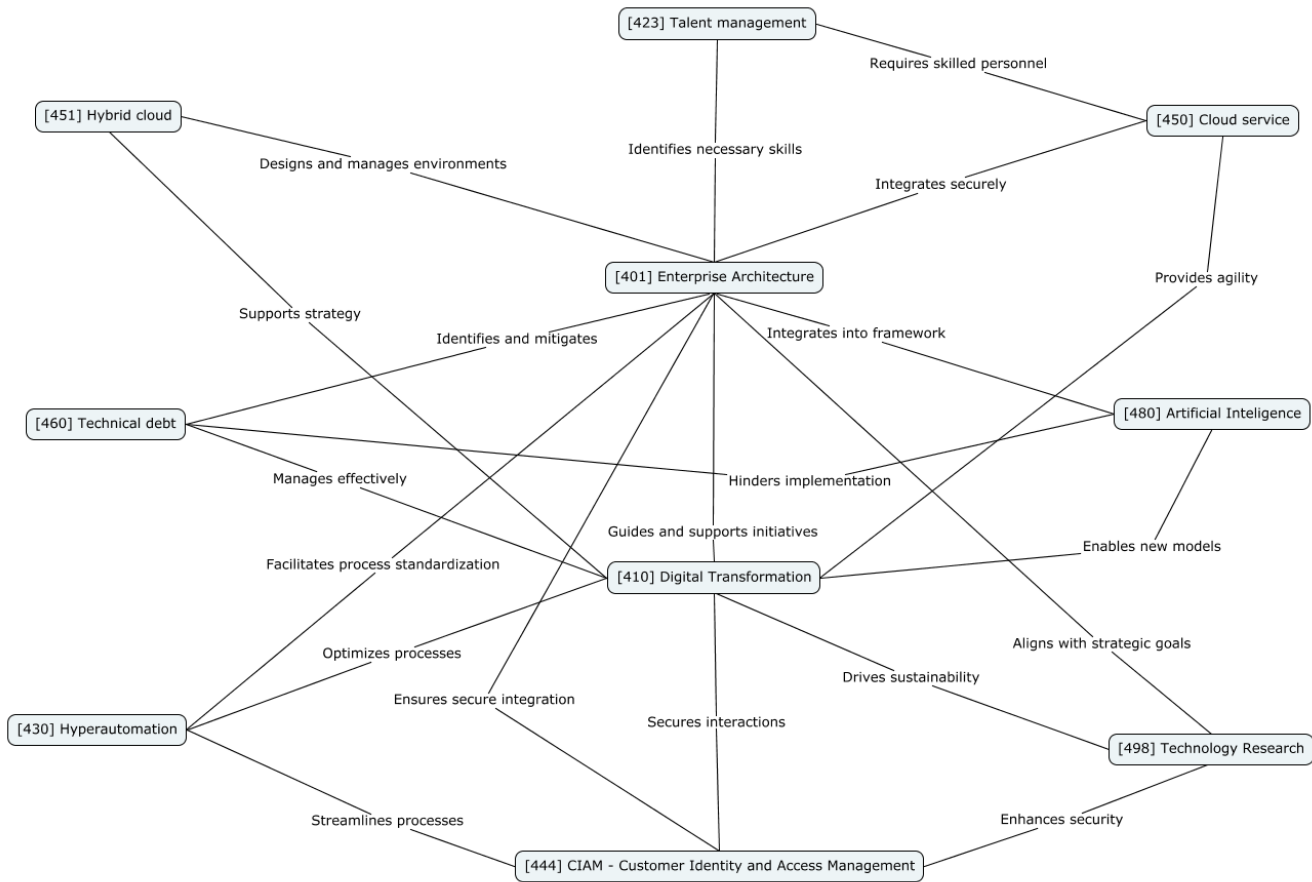 [423] Talent management
Requires skilled personnel
[451] Hybrid cloud
[450] Cloud service
Identifies necessary skills
Designs and manages environments
Integrates securely
[401] Enterprise Architecture
Provides agility
Supports strategy
Integrates into framework
Identifies and mitigates
[480] Artificial Inteligence
[460] Technical debt
Manages effectively
Hinders implementation
Guides and supports initiatives
Enables new models
Facilitates process standardization
[410] Digital Transformation
Aligns with strategic goals
Optimizes processes
Drives sustainability
Ensures secure integration
Secures interactions
[430] Hyperautomation
[498] Technology Research
Streamlines processes
Enhances security
[444] CIAM - Customer Identity and Access Management